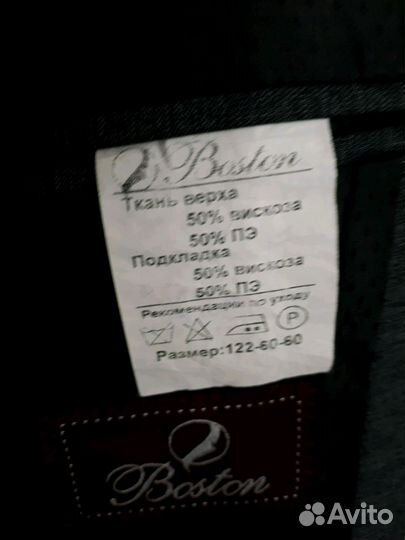 Boston
Ткань верха
50% вискоза
50% ПЭ
Подкладка
50% вискоза
50% ПЭ
Рекомендации по уходу
P
Размер:122-60-60
Boston
Avito